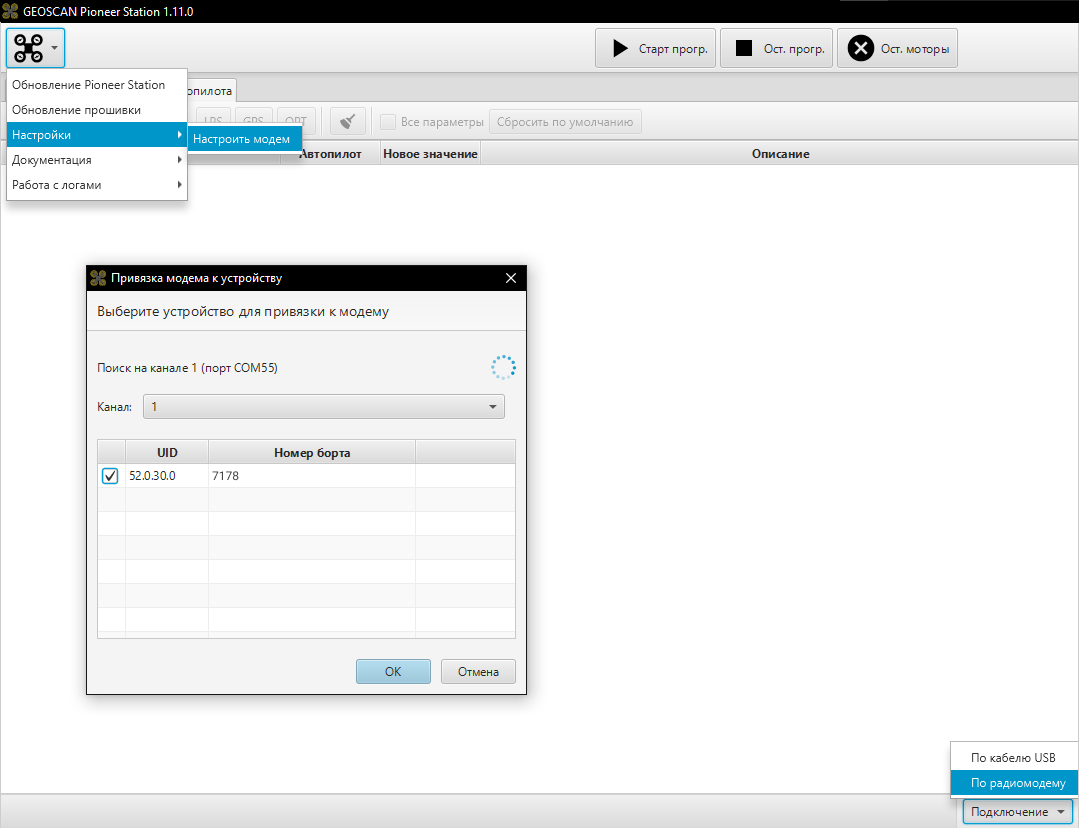 GEOSCAN Pioneer Station 1.11.0
Старт прогр.
Ост. прогр.
Ост. моторы
Обновление Pioneer Station
Обновление прошивки
Настройки
Документация
Работа с логами
Настроить модем
опилота
LPS
GPS
OPT
Все параметры
Сбросить по умолчанию
Автопилот
Новое значение
Описание
Привязка модема к устройству
Выберите устройство для привязки к модему
Поиск на канале 1 (порт COM55)
Канал:
1
UID
Номер борта
52.0.30.0
7178
OK
Отмена
По кабелю USB
По радиомодему
Подключение